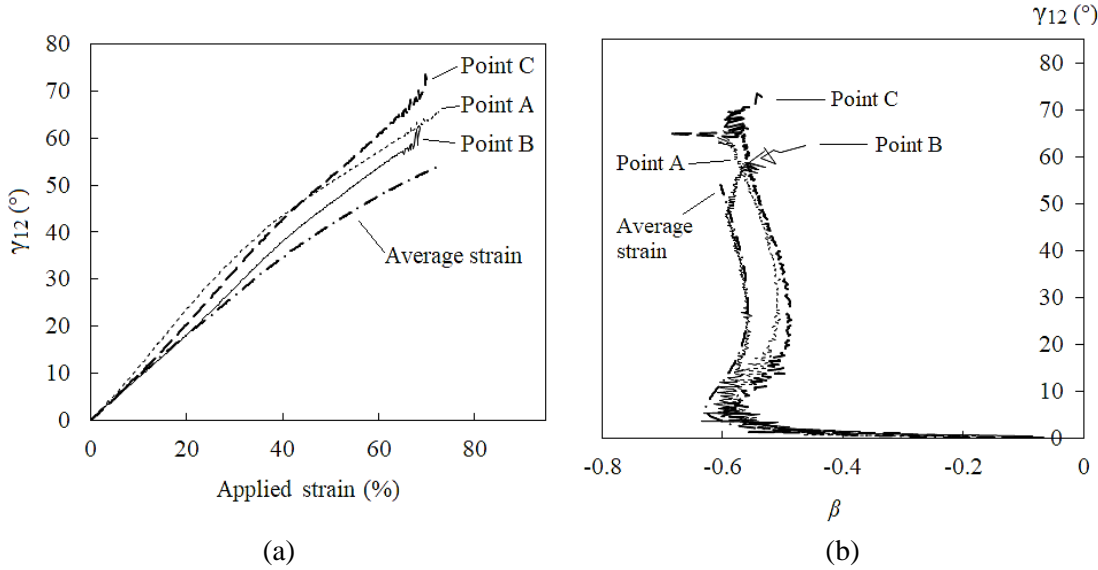 80
70
60
50
40
30
20
10
0
γ12 (°)
0
20
40
60
80
Applied strain (%)
Point C
Point A
Point B
Average strain
(a)
γ12 (°)
80
70
60
50
40
30
20
10
0
Point C
Point A
Point B
Average
strain
-0.8
-0.6
-0.4
-0.2
0
β
(b)